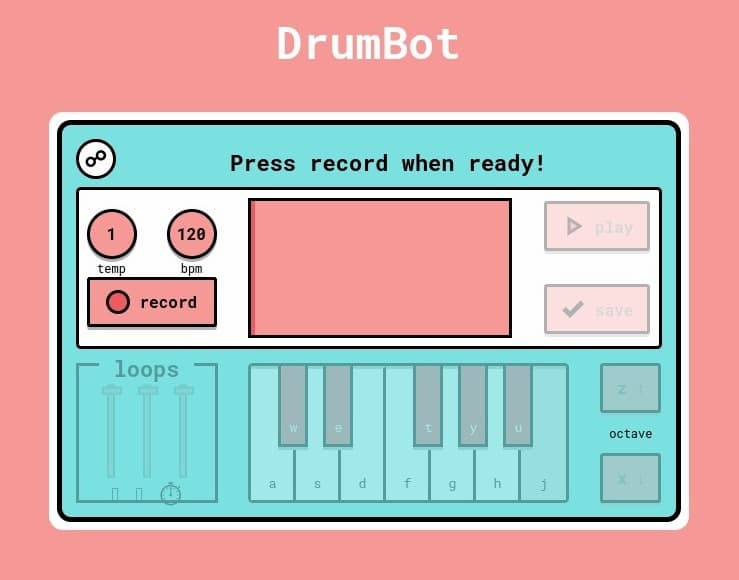 DrumBot
Press record when ready!
1 120
temp bpm
record
play
save
loops
w e t y u
a s d f g h j
z ↓
octave
x ↓